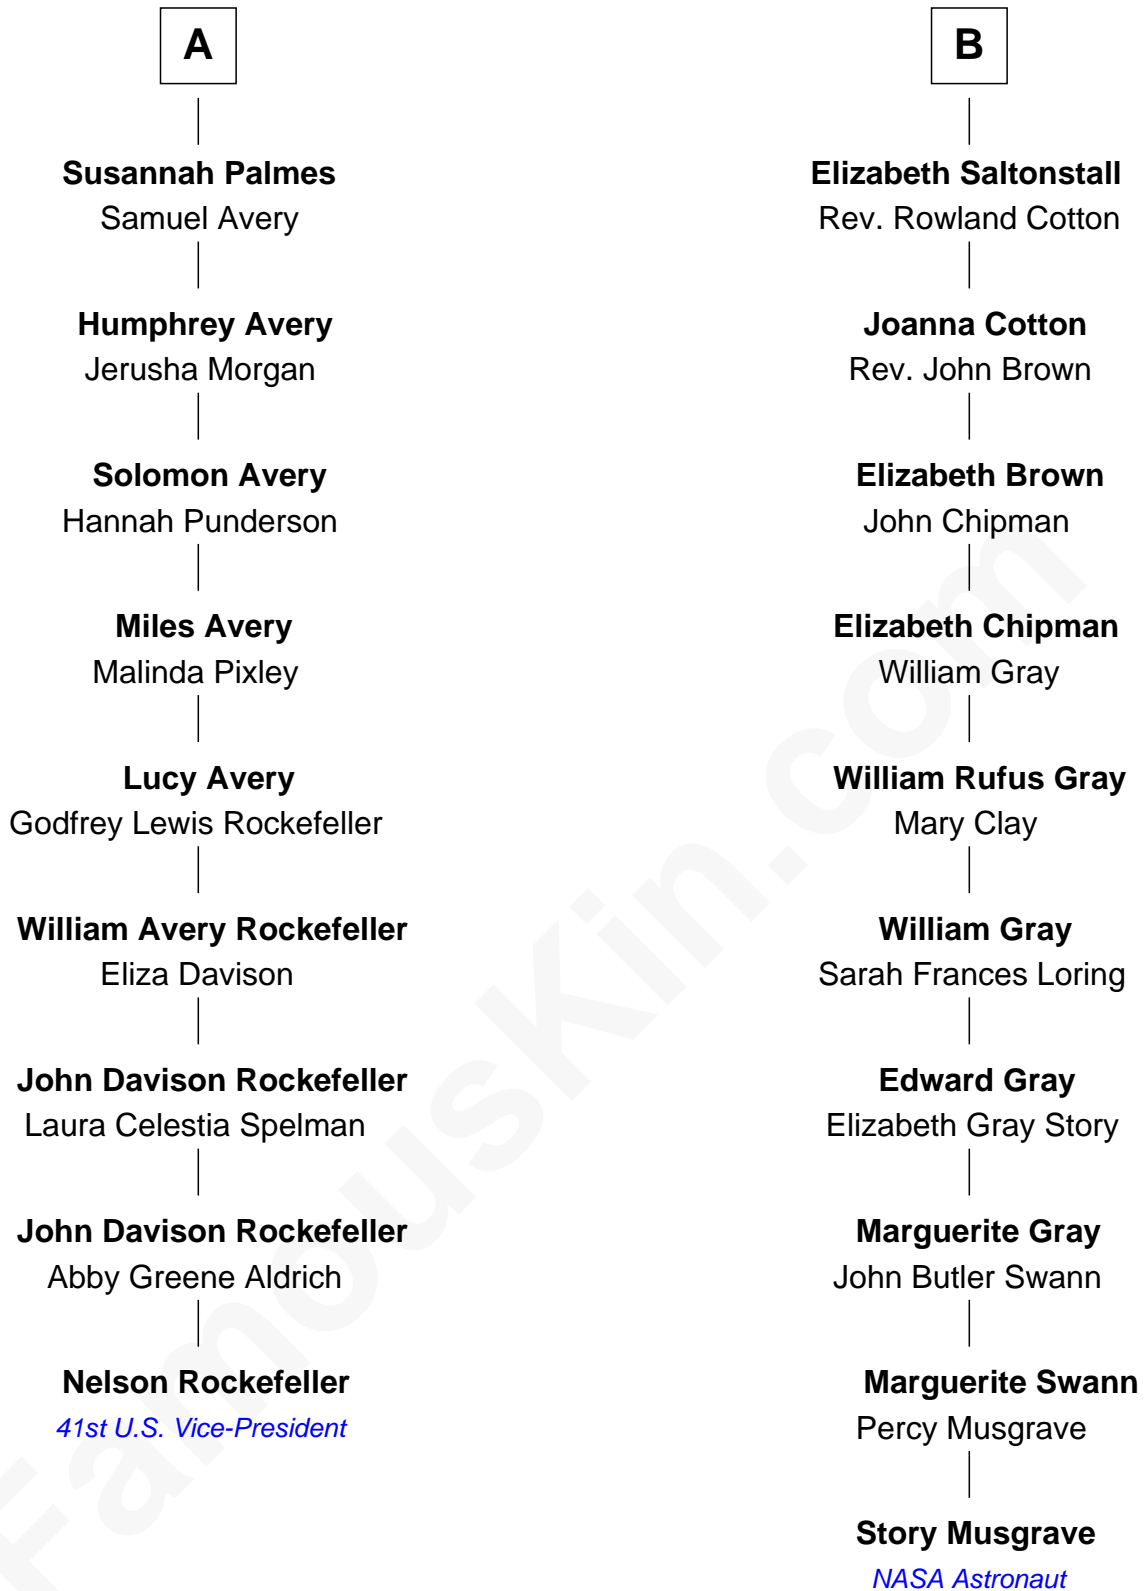 A
Susannah Palmes
Samuel Avery
Humphrey Avery
Jerusha Morgan
Solomon Avery
Hannah Punderson
Miles Avery
Malinda Pixley
Lucy Avery
Godfrey Lewis Rockefeller
William Avery Rockefeller
Eliza Davison
John Davison Rockefeller
Laura Celestia Spelman
John Davison Rockefeller
Abby Greene Aldrich
Nelson Rockefeller
41st U.S. Vice-President
B
Elizabeth Saltonstall
Rev. Rowland Cotton
Joanna Cotton
Rev. John Brown
Elizabeth Brown
John Chipman
Elizabeth Chipman
William Gray
William Rufus Gray
Mary Clay
William Gray
Sarah Frances Loring
Edward Gray
Elizabeth Gray Story
Marguerite Gray
John Butler Swann
Marguerite Swann
Percy Musgrave
Story Musgrave
NASA Astronaut
FamousKin.com